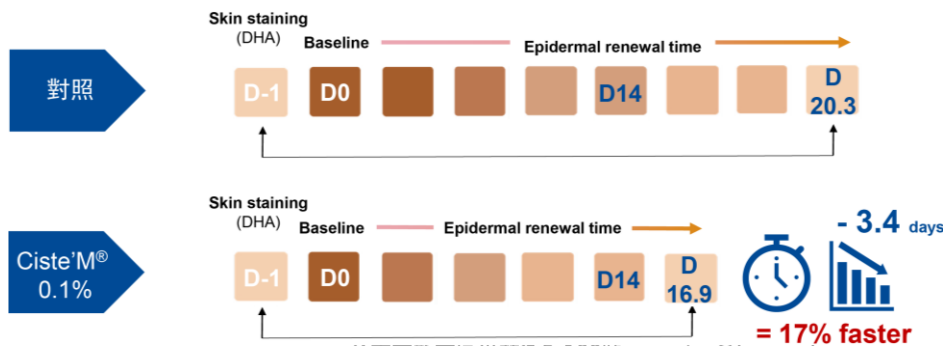 Skin staining
(DHA)
Baseline
Epidermal renewal time
對照
D-1
D0
D14
D
20.3
Skin staining
(DHA)
Baseline
Epidermal renewal time
Ciste'M®
0.1%
D-1
D0
D14
D
16.9
- 3.4 days
= 17% faster